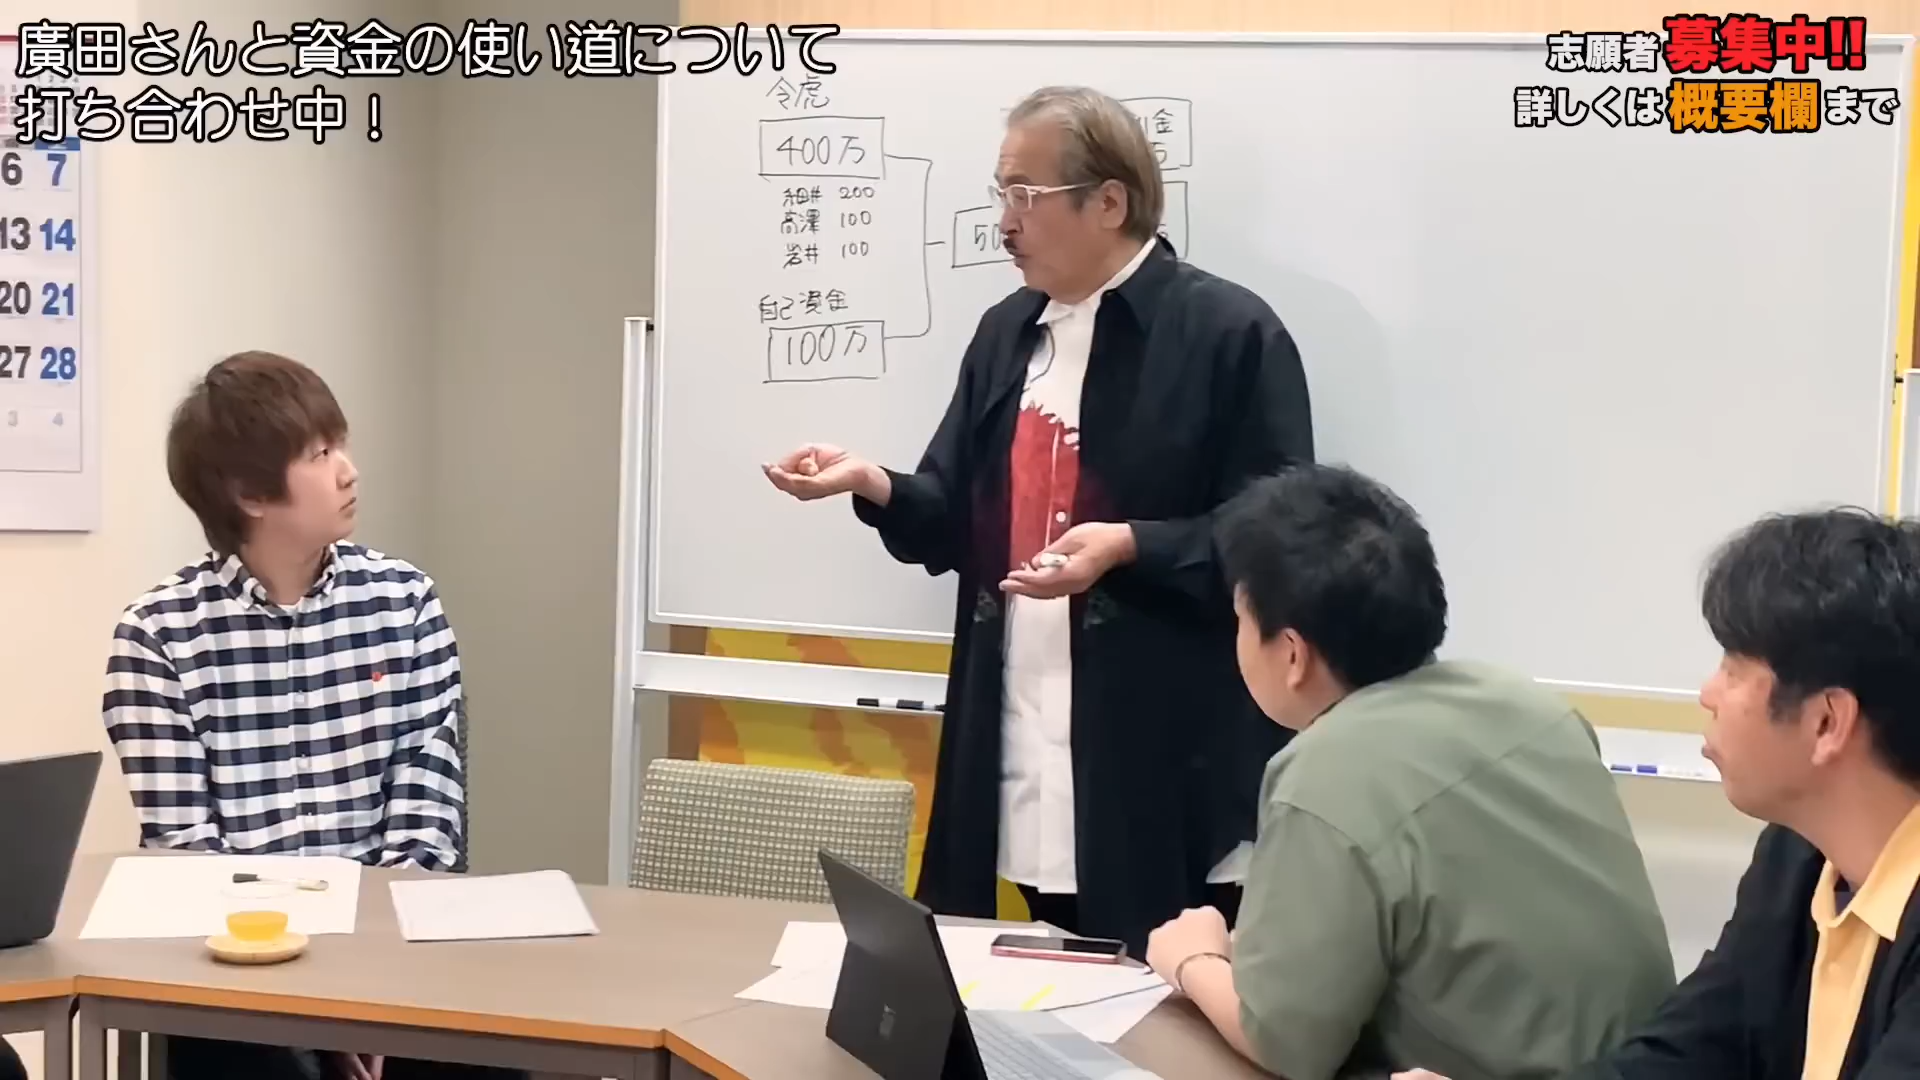 廣田さんと資金の使い道について
打ち合わせ中！
志願者募集中!!
詳しくは概要欄まで
令虎
400万
細井 200
高澤 100
岩井 100
自己資金
100万
50
金
6 7
13 14
20 21
27 28
3 4